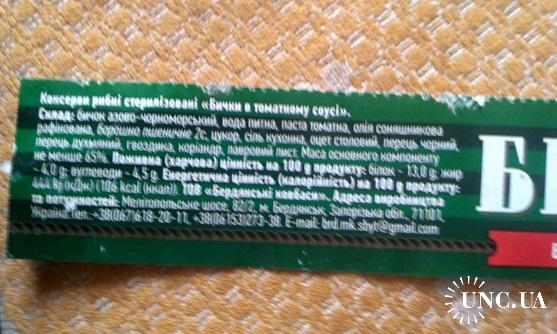 Консерви рибні стерилізовані «Бички в томатному соусі».
Склад: бичок азово-чорноморський, вода питна, паста томатна, олія соняшникова
рафінована, борошно пшеничне 2с, цукор, сіль кухонна, оцет столовий, перець чорний,
перець духмяний, гвоздика, коріандр, лавровий лист. Маса основного компоненту
не менше 65%. Поживна (харчова) цінність на 100 g продукту: білок - 13,0 g; жир
- 4,0 g; вуглеводи - 4,5 g. Енергетична цінність (калорійність) на 100 g продукту:
444 kj (кДж) (106 kcal (ккал)). ТОВ «Бердянські ковбаси». Адреса виробництва
та потужностей: Мелітопольське шосе, 82/2, м. Бердянськ, Запорізька обл., 71101,
Україна.Тел.:+38(067)618-20-11, +38(06153)273-38. E-mail: brd.mk.sbyt@gmail.com
Б
UNC.UA